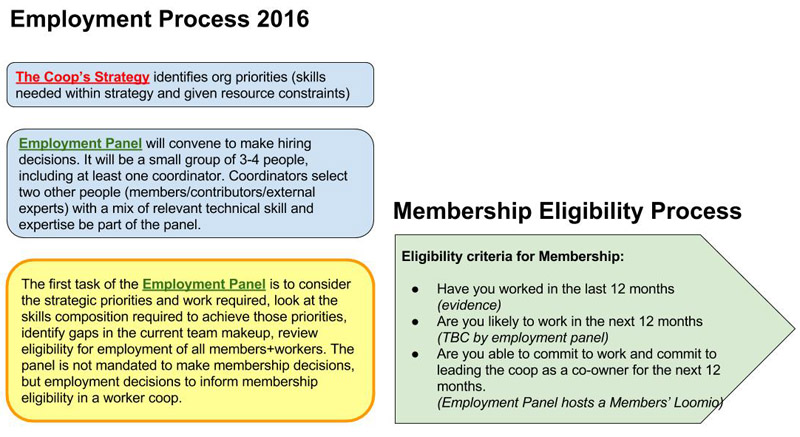 Employment Process 2016
The Coop's Strategy identifies org priorities (skills
needed within strategy and given resource constraints)
Employment Panel will convene to make hiring
decisions. It will be a small group of 3-4 people,
including at least one coordinator. Coordinators select
two other people (members/contributors/external
experts) with a mix of relevant technical skill and
expertise be part of the panel.
The first task of the Employment Panel is to consider
the strategic priorities and work required, look at the
skills composition required to achieve those priorities,
identify gaps in the current team makeup, review
eligibility for employment of all members+workers. The
panel is not mandated to make membership decisions,
but employment decisions to inform membership
eligibility in a worker coop.
Membership Eligibility Process
Eligibility criteria for Membership:
● Have you worked in the last 12 months
(evidence)
● Are you likely to work in the next 12 months
(TBC by employment panel)
● Are you able to commit to work and commit to
leading the coop as a co-owner for the next 12
months.
(Employment Panel hosts a Members' Loomio)